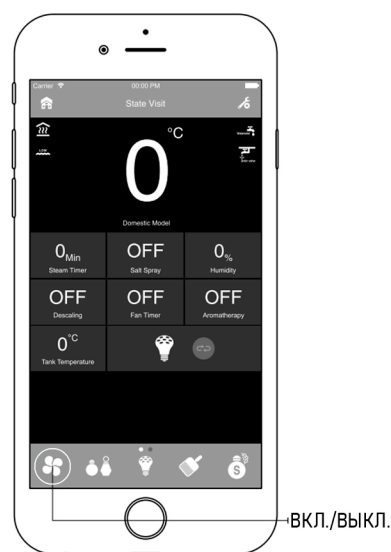 Carrier 00:00 PM
State Visit
°C
LOW
0
Domestic Model
0Min OFF 0%
Steam Timer Salt Spray Humidity
OFF OFF OFF
Descaling Fan Timer Aromatherapy
0°C
Tank Temperature
S
ВКЛ./ВЫКЛ.